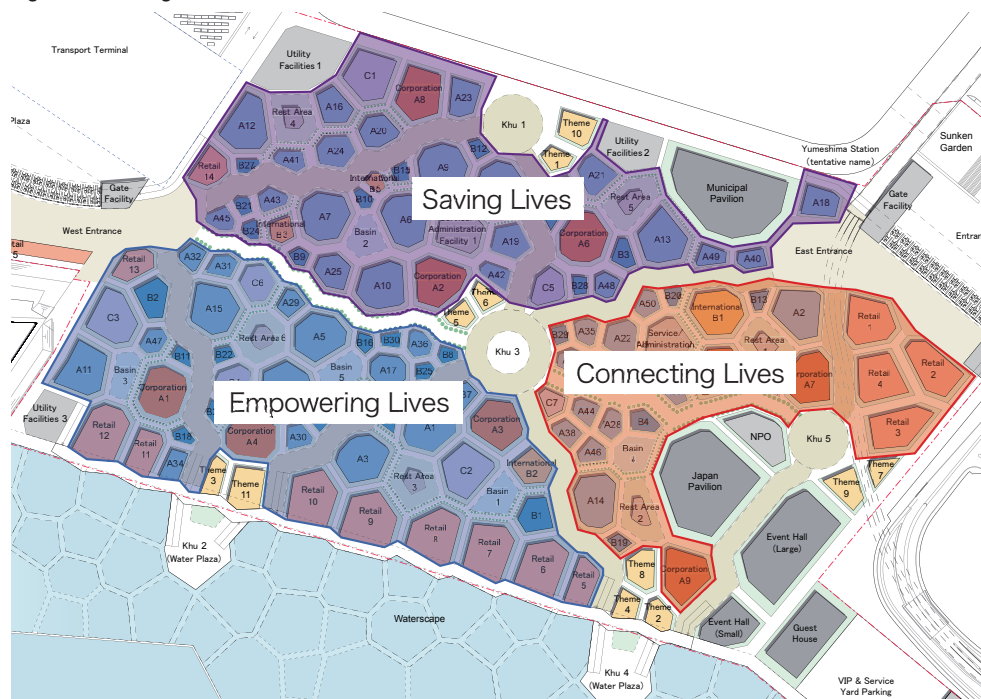 Transport Terminal
Utility
Facilities 1
C1
Corporation
A8
A23
Rest Area
4
A16
A12
A20
Khu 1
Theme
10
Theme
1
Utility
Facilities 2
Yumeshima Station
(tentative name)
Sunken
Garden
Plaza
B12
A24
A41
B27
Retail
14
A9
A21
Rest Area
5
Municipal
Pavilion
Gate
Facility
Gate
Facility
A18
Saving Lives
B10
A43
B21
A45
B24
International
B3
A7
Basin
2
A6
Administration
Facility 1
A19
Corporation
A6
A13
B3
West Entrance
East Entrance
A49
A40
B9
A25
A10
Corporation
A2
A42
C5
B28
A48
Retail
13
A32
A31
C6
B2
A29
Theme
6
Theme
5
A50
B20
International
B1
B13
A2
C3
A15
A5
Rest Area 6
B16
B30
A36
B8
Khu 3
B29
A35
A22
Service/
Administration
Rest Area
Retail
1
A47
B11
B22
Basin
5
A17
B25
A11
Basin
3
Corporation
A1
Connecting Lives
Corporation
A7
Retail
4
Retail
2
Empowering Lives
C7
A44
A38
A28
B4
A46
Basin
Retail
3
Utility
Facilities 3
Retail
12
Retail
11
B18
A34
Corporation
A4
A30
A1
Corporation
A3
A3
Rest Area
3
C2
International
B2
Basin
1
B1
NPO
Khu 5
Japan
Pavilion
Theme
7
Theme
9
Theme
3
Theme
11
Retail
10
Retail
9
Retail
8
Retail
7
Retail
6
Retail
5
A14
Rest Area
2
B19
Corporation
A9
Event Hall
(Large)
Khu 2
(Water Plaza)
Theme
8
Theme
4
Theme
2
Event Hall
(Small)
Guest
House
Waterscape
Khu 4
(Water Plaza)
VIP & Service
Yard Parking